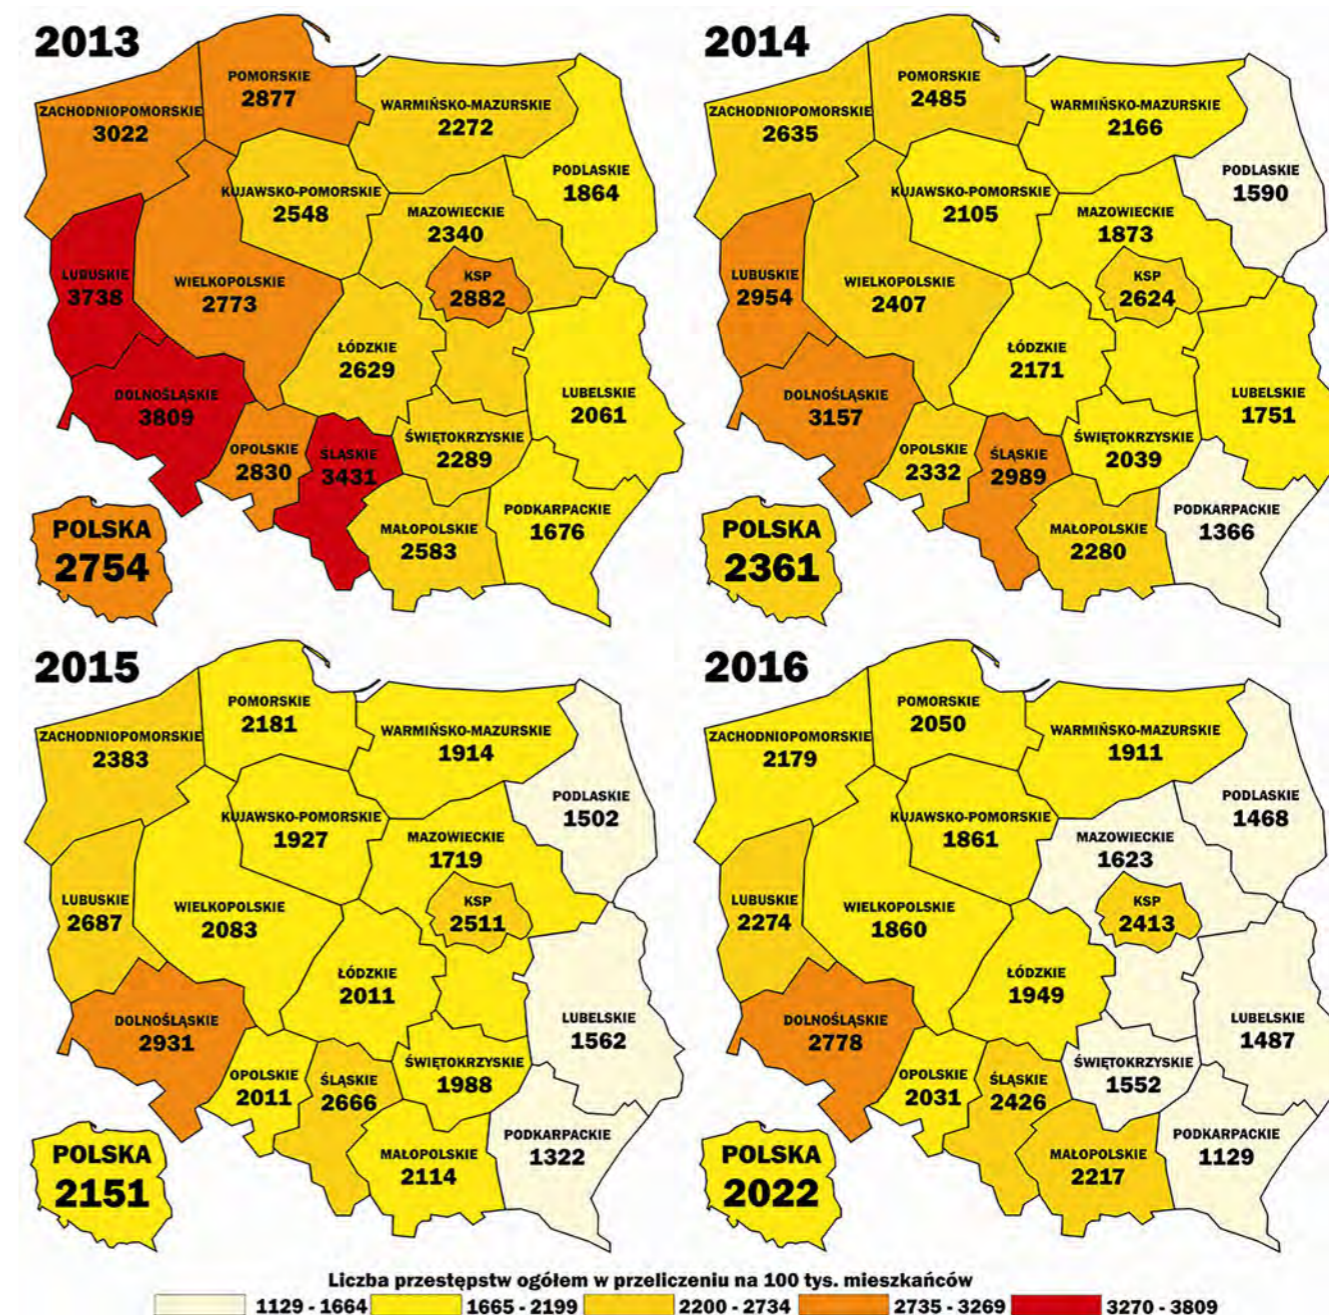 2013
POMORSKIE
2877
ZACHODNIOPOMORSKIE
3022
WARMIŃSKO-MAZURSKIE
2272
PODLASKIE
1864
KUJAWSKO-POMORSKIE
2548
MAZOWIECKIE
2340
LUBUSKIE
3738
WIELKOPOLSKIE
2773
KSP
2882
ŁÓDZKIE
2629
LUBELSKIE
2061
DOLNOŚLĄSKIE
3809
OPOLSKIE
2830
ŚLĄSKIE
3431
ŚWIĘTOKRZYSKIE
2289
MAŁOPOLSKIE
2583
PODKARPACKIE
1676
POLSKA
2754
2014
POMORSKIE
2485
ZACHODNIOPOMORSKIE
2635
WARMIŃSKO-MAZURSKIE
2166
PODLASKIE
1590
KUJAWSKO-POMORSKIE
2105
MAZOWIECKIE
1873
LUBUSKIE
2954
WIELKOPOLSKIE
2407
KSP
2624
ŁÓDZKIE
2171
LUBELSKIE
1751
DOLNOŚLĄSKIE
3157
OPOLSKIE
2332
ŚLĄSKIE
2989
ŚWIĘTOKRZYSKIE
2039
MAŁOPOLSKIE
2280
PODKARPACKIE
1366
POLSKA
2361
2015
POMORSKIE
2181
ZACHODNIOPOMORSKIE
2383
WARMIŃSKO-MAZURSKIE
1914
PODLASKIE
1502
KUJAWSKO-POMORSKIE
1927
MAZOWIECKIE
1719
LUBUSKIE
2687
WIELKOPOLSKIE
2083
KSP
2511
ŁÓDZKIE
2011
LUBELSKIE
1562
DOLNOŚLĄSKIE
2931
OPOLSKIE
2011
ŚLĄSKIE
2666
ŚWIĘTOKRZYSKIE
1988
MAŁOPOLSKIE
2114
PODKARPACKIE
1322
POLSKA
2151
2016
POMORSKIE
2050
ZACHODNIOPOMORSKIE
2179
WARMIŃSKO-MAZURSKIE
1911
PODLASKIE
1468
KUJAWSKO-POMORSKIE
1861
MAZOWIECKIE
1623
LUBUSKIE
2274
WIELKOPOLSKIE
1860
KSP
2413
ŁÓDZKIE
1949
LUBELSKIE
1487
DOLNOŚLĄSKIE
2778
OPOLSKIE
2031
ŚLĄSKIE
2426
ŚWIĘTOKRZYSKIE
1552
MAŁOPOLSKIE
2217
PODKARPACKIE
1129
POLSKA
2022
Liczba przestępstw ogółem w przeliczeniu na 100 tys. mieszkańców
1129 - 1664 1665 - 2199 2200 - 2734 2735 - 3269 3270 - 3809